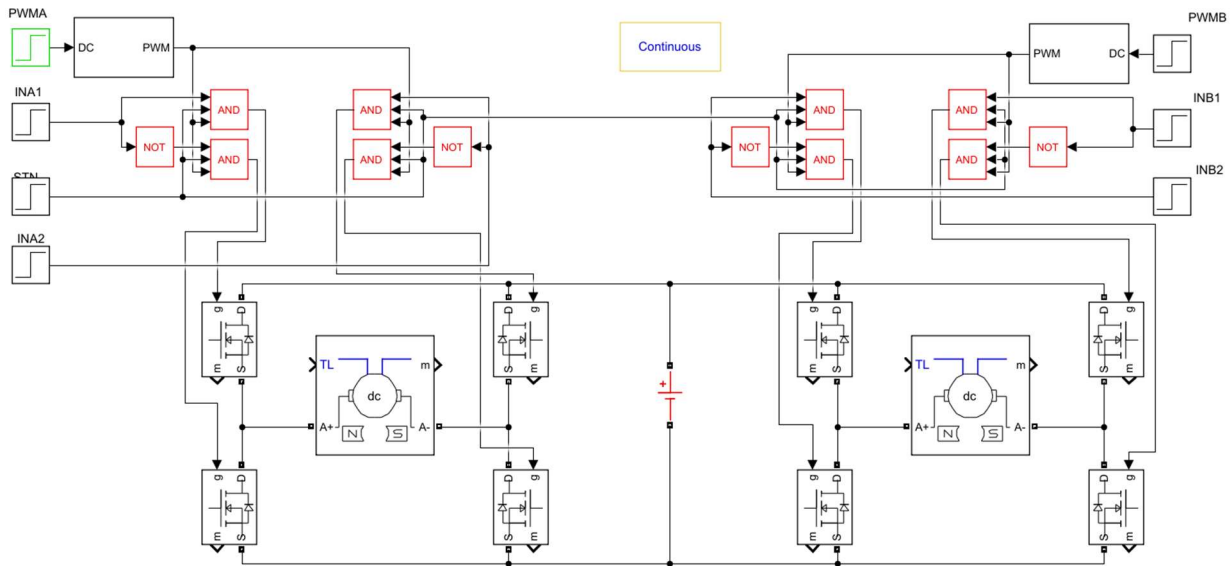 PWMA
PWMB
DC PWM
Continuous
PWM DC
INA1
AND
AND
AND
AND
INB1
NOT
AND
AND
NOT
NOT
AND
AND
NOT
STN
INB2
INA2
g D
D g
g D
D g
m S
S m
m S
S m
TL m
dc
A+ N S A-
+
TL m
dc
A+ N S A-
g D
D g
g D
D g
m S
S m
m S
S m